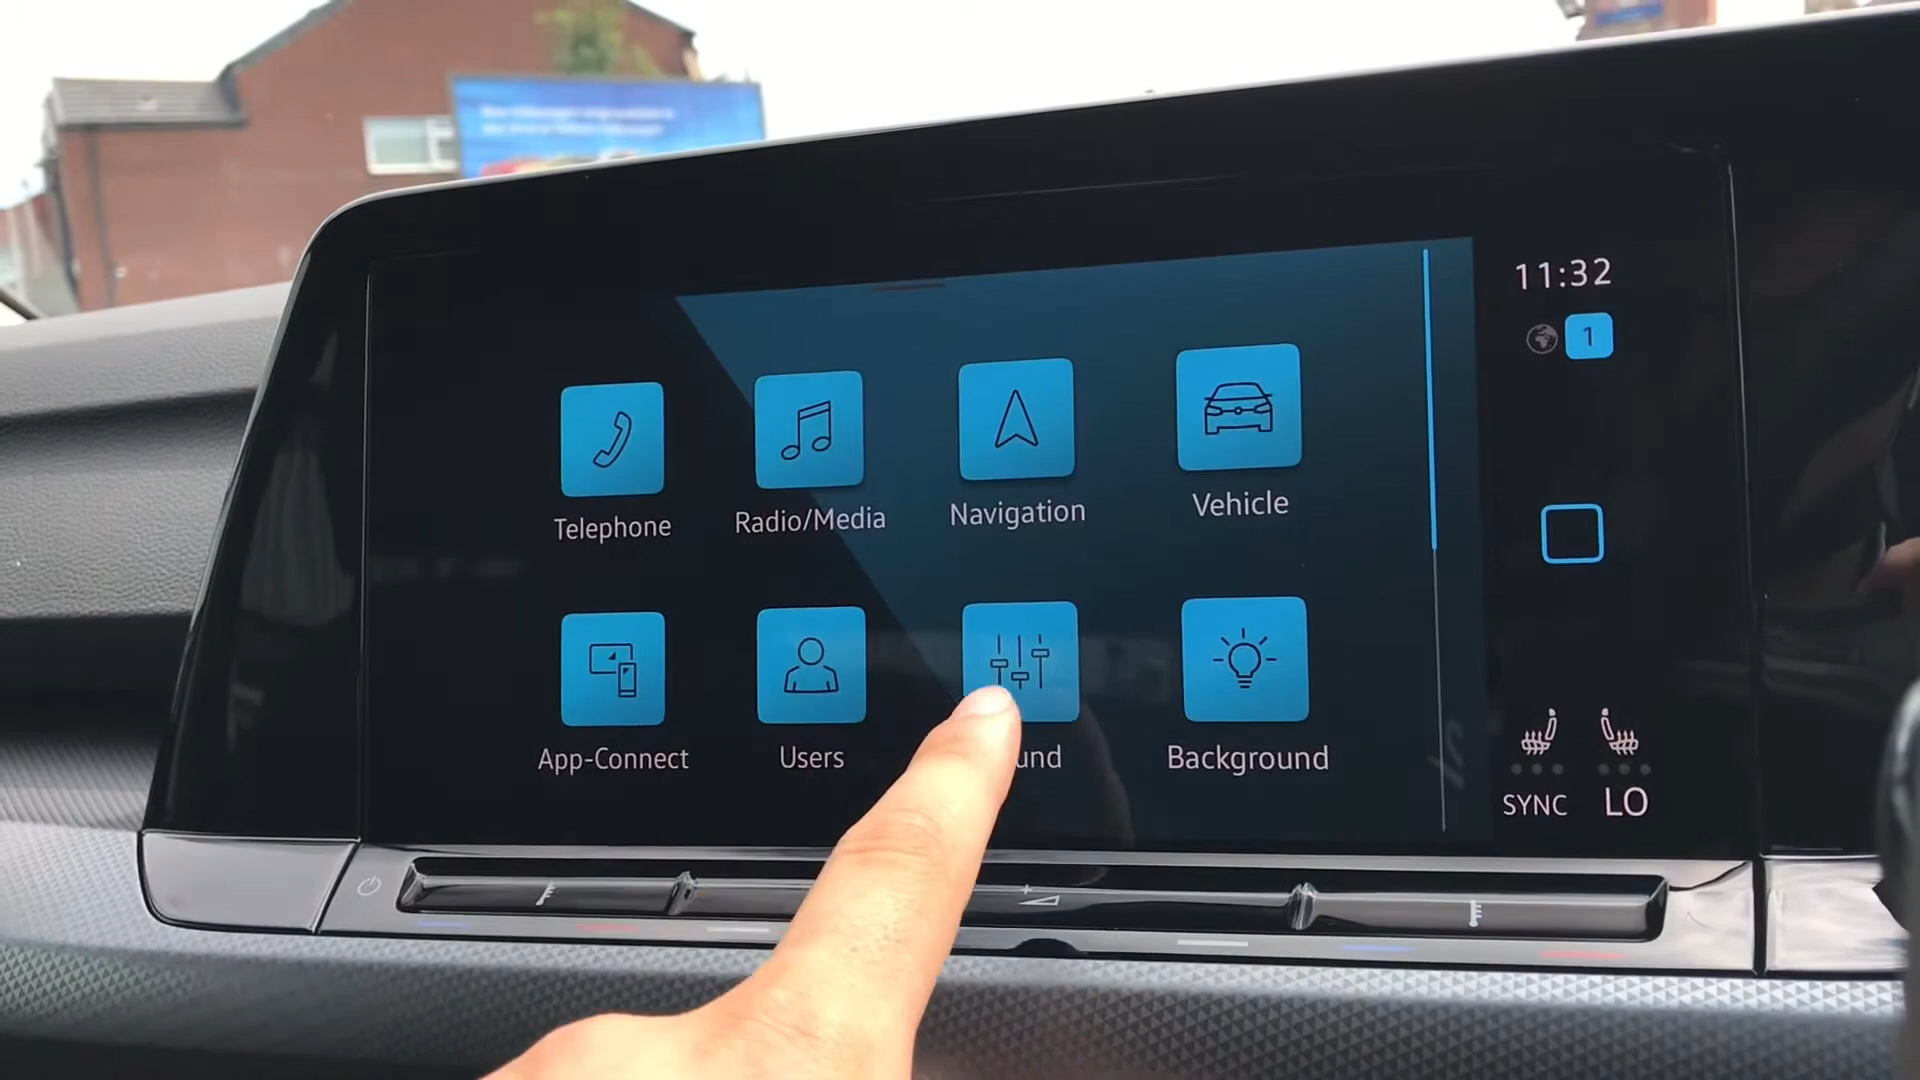 11:32
1
Telephone
Radio/Media
Navigation
Vehicle
App-Connect
Users
und
Background
SYNC
LO